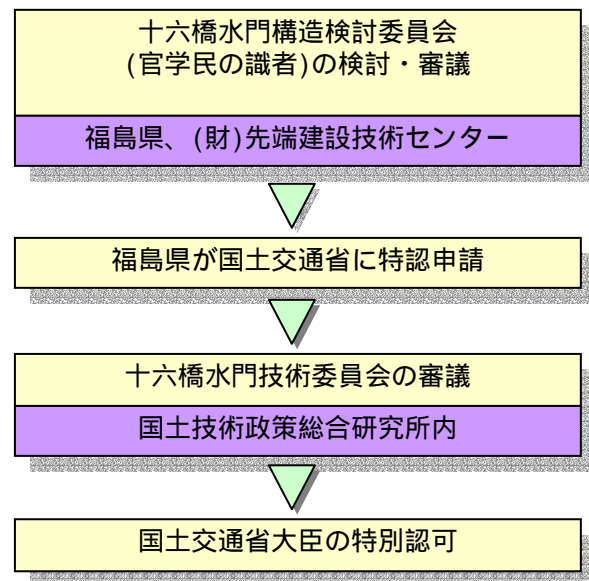 十六橋水門構造検討委員会
(官学民の識者)の検討・審議
福島県、(財)先端建設技術センター
福島県が国土交通省に特認申請
十六橋水門技術委員会の審議
国土技術政策総合研究所内
国土交通省大臣の特別認可